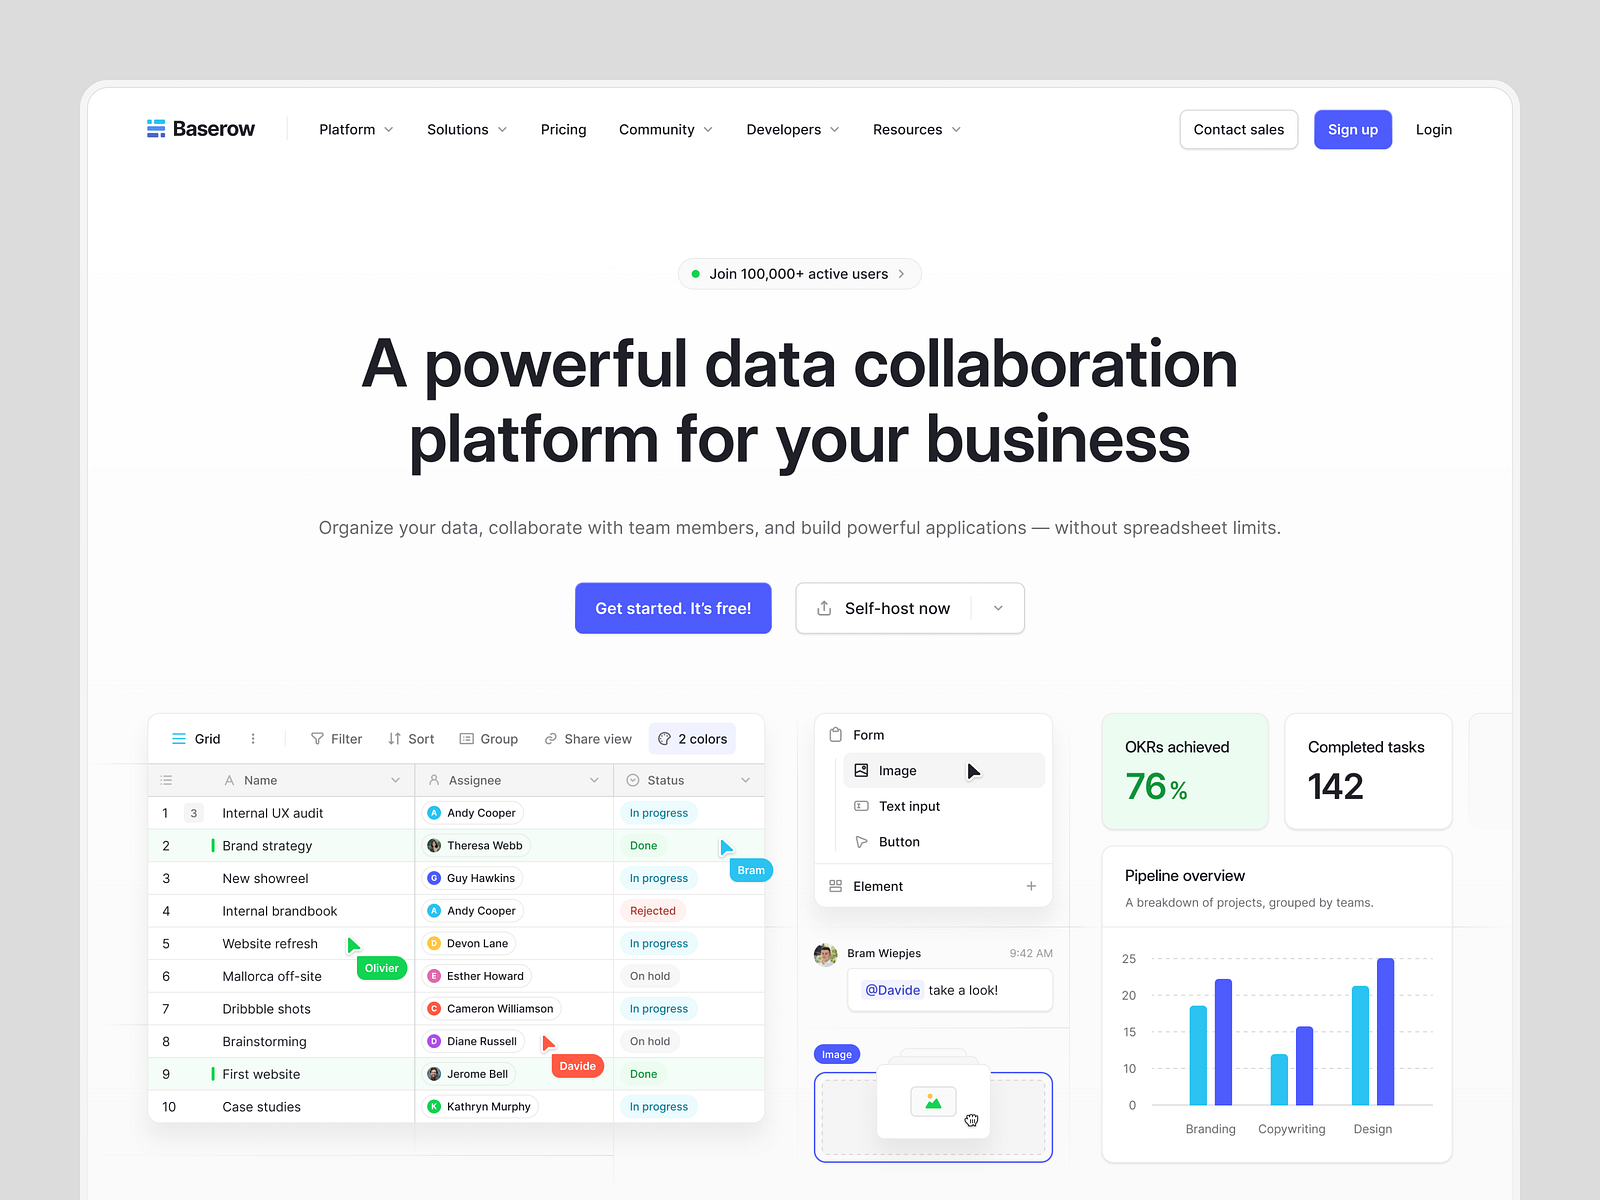 Baserow
Platform
Solutions
Pricing
Community
Developers
Resources
Contact sales
Sign up
Login
Join 100,000+ active users
A powerful data collaboration
platform for your business
Organize your data, collaborate with team members, and build powerful applications — without spreadsheet limits.
Get started. It’s free!
Self-host now
Grid
Filter
Sort
Group
Share view
2 colors
Name
Assignee
Status
1 3 Internal UX audit A Andy Cooper In progress
2 Brand strategy Theresa Webb Done
Bram
3 New showreel G Guy Hawkins In progress
4 Internal brandbook A Andy Cooper Rejected
5 Website refresh D Devon Lane In progress
Olivier
6 Mallorca off-site E Esther Howard On hold
7 Dribbble shots C Cameron Williamson In progress
8 Brainstorming D Diane Russell On hold
Davide
9 First website Jerome Bell Done
10 Case studies K Kathryn Murphy In progress
Form
Image
Text input
Button
Element
Bram Wiepjes 9:42 AM
@Davide take a look!
Image
OKRs achieved
76%
Completed tasks
142
Pipeline overview
A breakdown of projects, grouped by teams.
25
20
15
10
0
Branding Copywriting Design